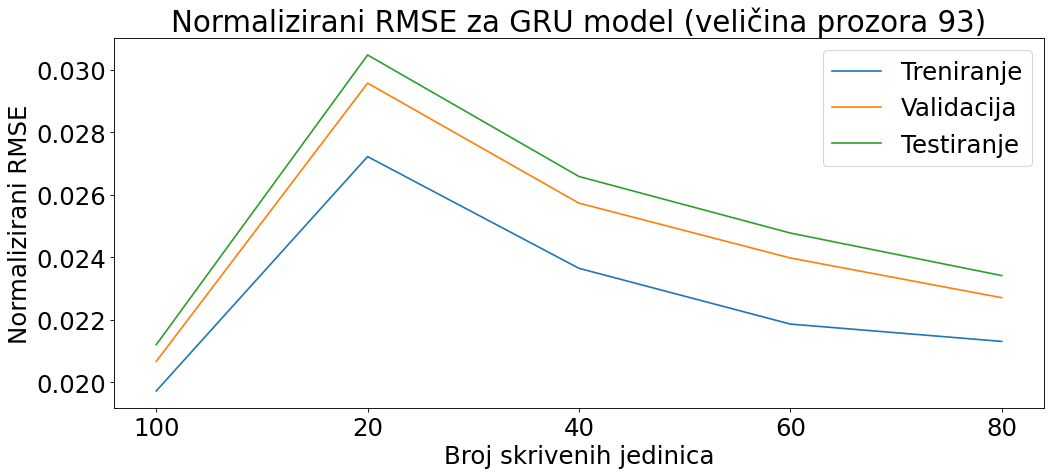 Normalizirani RMSE za GRU model (veličina prozora 93)
Normalizirani RMSE
0.030
0.028
0.026
0.024
0.022
0.020
Treniranje
Validacija
Testiranje
100 20 40 60 80
Broj skrivenih jedinica